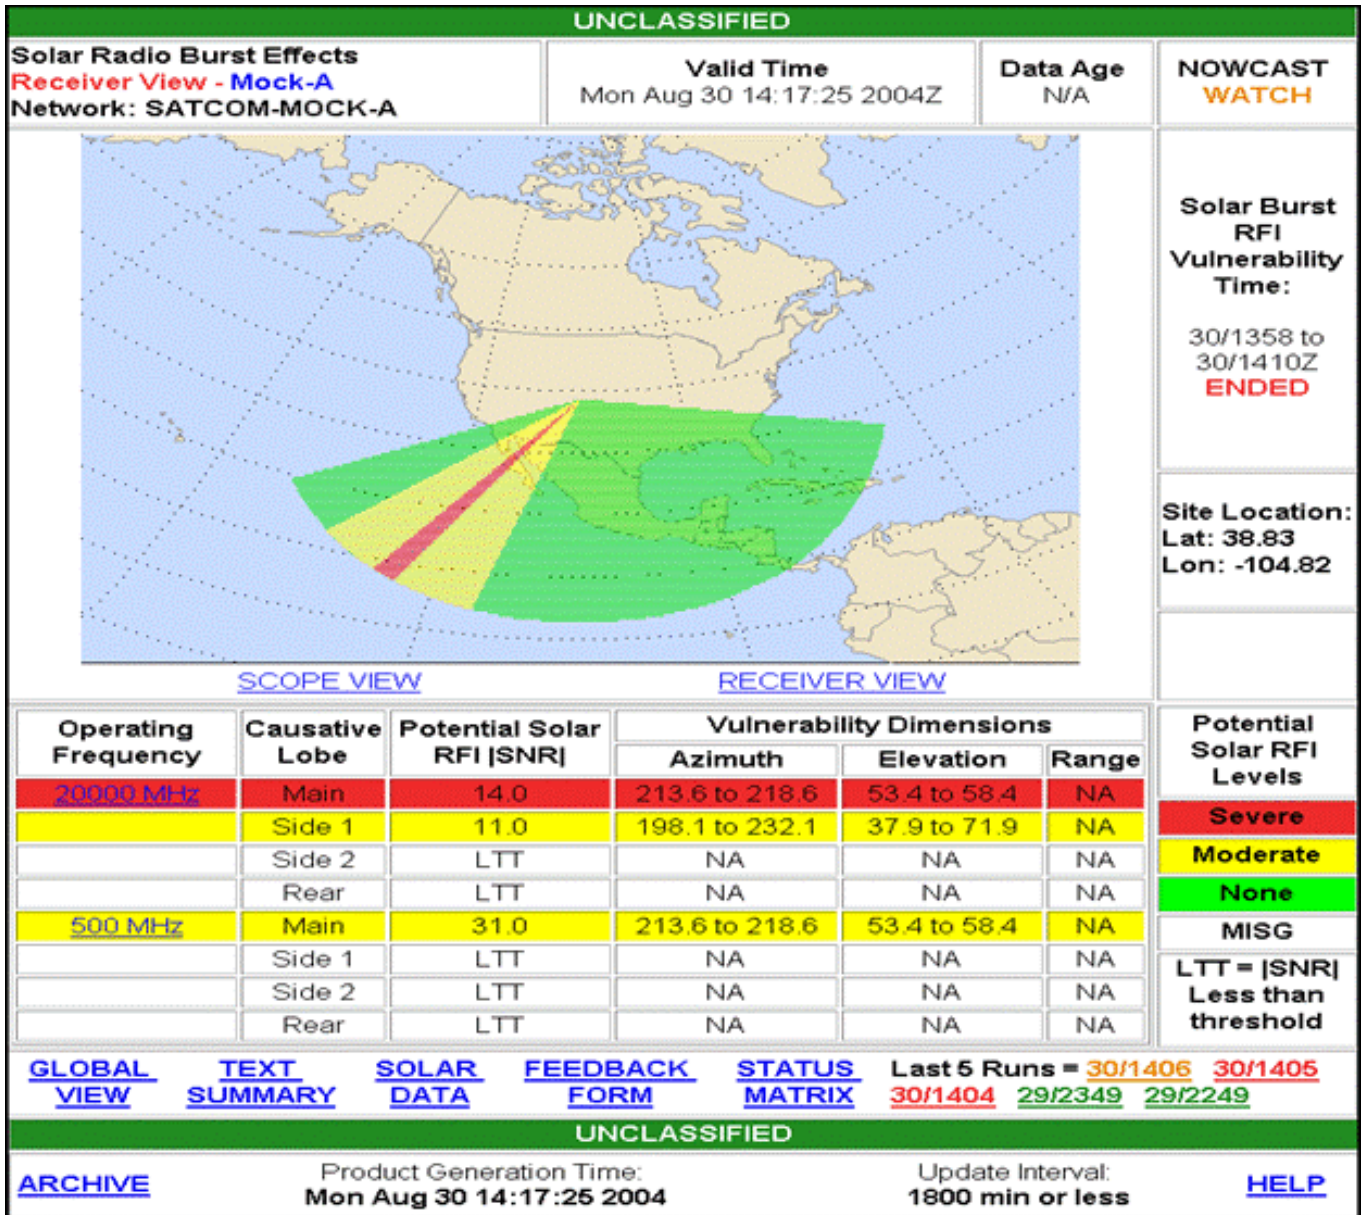 UNCLASSIFIED
Solar Radio Burst Effects
Receiver View - Mock-A
Network: SATCOM-MOCK-A
Valid Time
Mon Aug 30 14:17:25 2004Z
Data Age
N/A
NOWCAST
WATCH
Solar Burst
RFI
Vulnerability
Time:
30/1358 to
30/1410Z
ENDED
Site Location:
Lat: 38.83
Lon: -104.82
SCOPE VIEW RECEIVER VIEW
Operating Frequency Causative Lobe Potential Solar RFI |SNR| Vulnerability Dimensions
Azimuth Elevation Range
20000 MHz Main 14.0 213.6 to 218.6 53.4 to 58.4 NA
Side 1 11.0 198.1 to 232.1 37.9 to 71.9 NA
Side 2 LTT NA NA NA
Rear LTT NA NA NA
500 MHz Main 31.0 213.6 to 218.6 53.4 to 58.4 NA
Side 1 LTT NA NA NA
Side 2 LTT NA NA NA
Rear LTT NA NA NA
Potential
Solar RFI
Levels
Severe
Moderate
None
MISG
LTT = |SNR|
Less than
threshold
GLOBAL VIEW TEXT SUMMARY SOLAR DATA FEEDBACK FORM STATUS MATRIX
Last 5 Runs = 30/1406 30/1405
30/1404 29/2349 29/2249
UNCLASSIFIED
ARCHIVE
Product Generation Time:
Mon Aug 30 14:17:25 2004
Update Interval:
1800 min or less
HELP